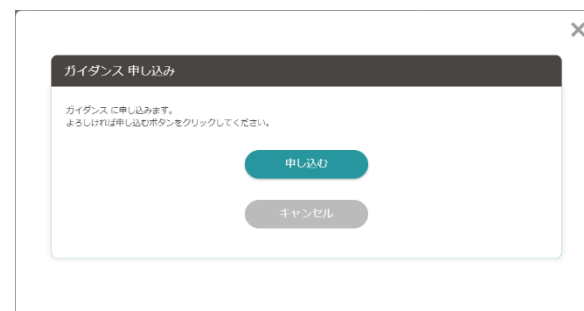 ガイダンス 申し込み
ガイダンス に申し込みます。
よろしければ申し込むボタンをクリックしてください。
申し込む
キャンセル